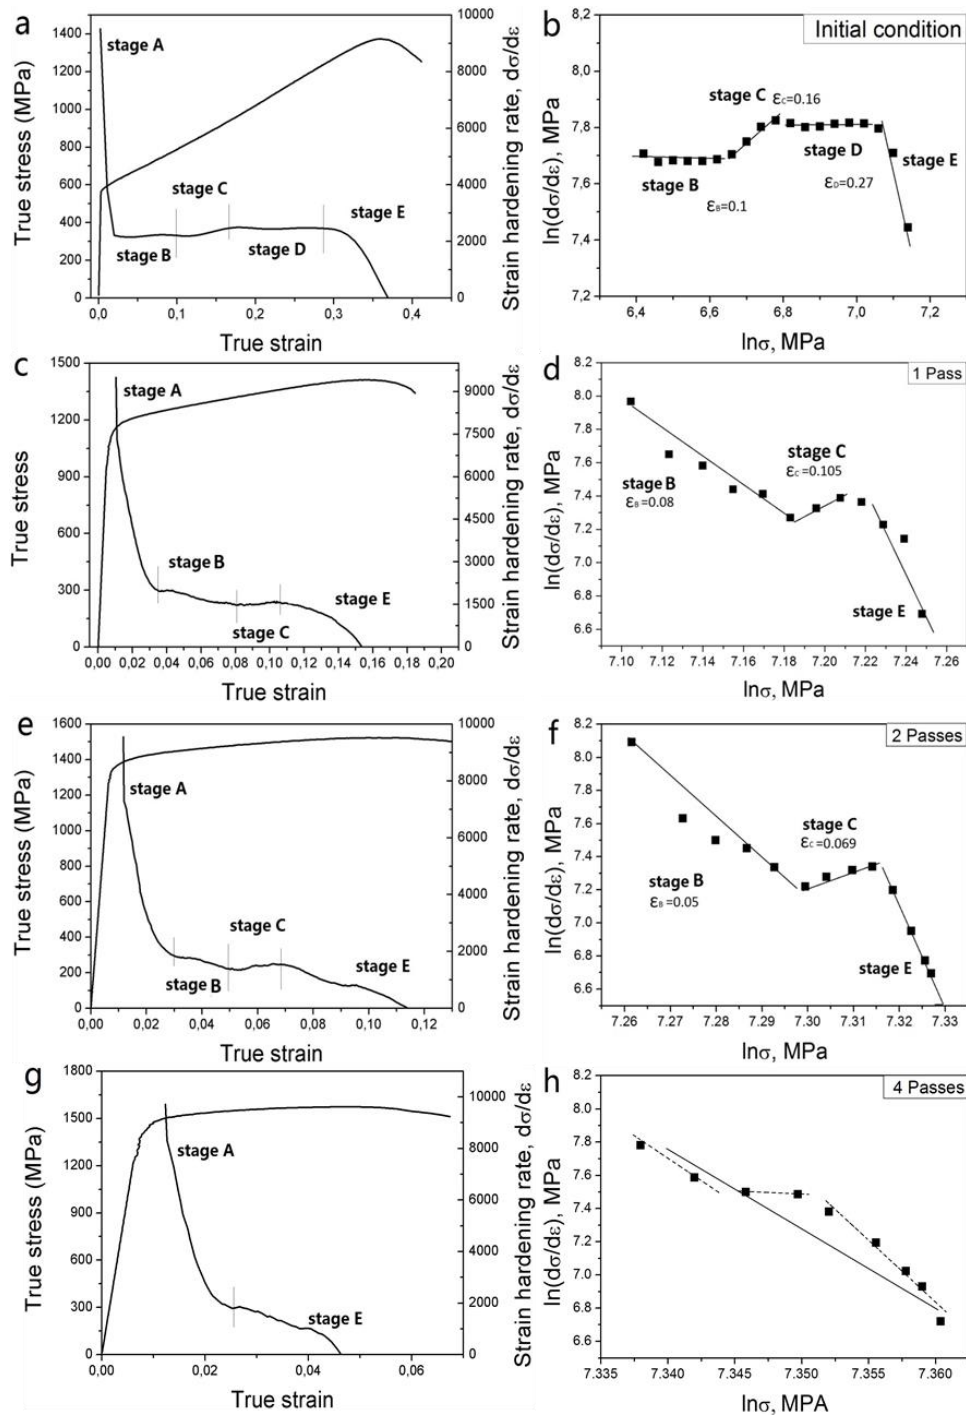 a
True stress (MPa)
1400
1200
1000
800
600
400
200
0
0,0 0,1 0,2 0,3 0,4
True strain
10000
8000
6000
4000
2000
0
Strain hardening rate, dσ/dε
stage A
stage B
stage C
stage D
stage E
b
Initial condition
ln(dσ/dε), MPa
8,0
7,8
7,6
7,4
7,2
6,4 6,6 6,8 7,0 7,2
lnσ, MPa
stage C
εC=0.16
stage B
εB=0.1
stage D
εD=0.27
stage E
c
True stress
1500
1200
900
600
300
0
0,00 0,02 0,04 0,06 0,08 0,10 0,12 0,14 0,16 0,18 0,20
True strain
9000
7500
6000
4500
3000
1500
0
Strain hardening rate, dσ/dε
stage A
stage B
stage C
stage E
d
1 Pass
ln(dσ/dε), MPa
8.2
8.0
7.8
7.6
7.4
7.2
7.0
6.8
6.6
7.10 7.12 7.14 7.16 7.18 7.20 7.22 7.24 7.26
lnσ, MPa
stage B
εB=0.08
stage C
εC=0.105
stage E
e
True stress (MPa)
1600
1400
1200
1000
800
600
400
200
0
0,00 0,02 0,04 0,06 0,08 0,10 0,12
True strain
10000
8000
6000
4000
2000
0
Strain hardening rate, dσ/dε
stage A
stage B
stage C
stage E
f
2 Passes
ln(dσ/dε), MPa
8.2
8.0
7.8
7.6
7.4
7.2
7.0
6.8
6.6
7.26 7.27 7.28 7.29 7.30 7.31 7.32 7.33
lnσ, MPa
stage B
εB=0.05
stage C
εC=0.069
stage E
g
True stress (MPa)
1800
1500
1200
900
600
300
0
0,00 0,02 0,04 0,06
True strain
10000
8000
6000
4000
2000
0
Strain hardening rate, dσ/dε
stage A
stage E
h
4 Passes
ln(dσ/dε), MPa
8.2
8.0
7.8
7.6
7.4
7.2
7.0
6.8
6.6
7.335 7.340 7.345 7.350 7.355 7.360
lnσ, MPA